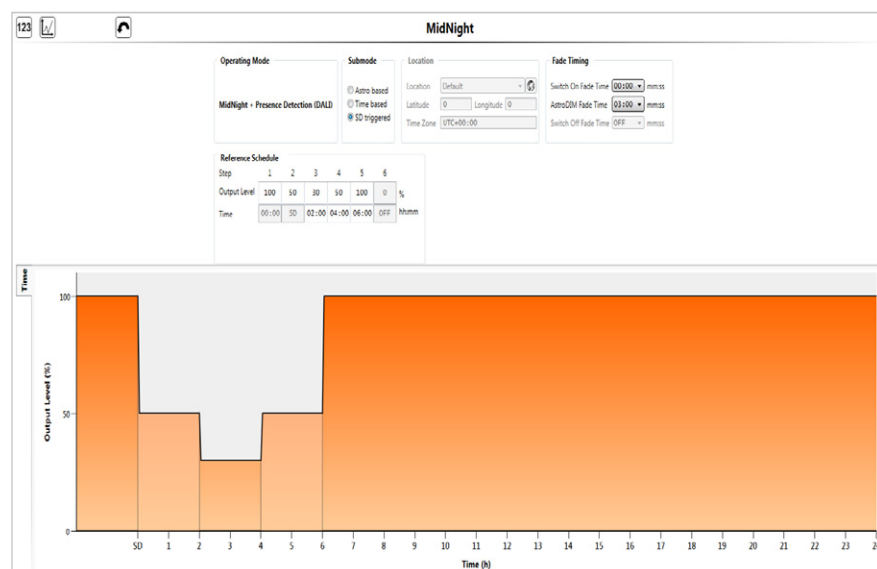 123
MidNight
Operating Mode
MidNight + Presence Detection (DALI)
Submode
Astro based
Time based
SD triggered
Location
Location Default
Latitude 0 Longitude 0
Time Zone UTC+00:00
Fade Timing
Switch On Fade Time 00:00 mm:ss
AstroDIM Fade Time 03:00 mm:ss
Switch Off Fade Time OFF mm:ss
Reference Schedule
Step 1 2 3 4 5 6
Output Level 100 50 30 50 100 0 %
Time 00:00 SD 02:00 04:00 06:00 OFF hh:mm
Time
Output Level (%)
100
50
0
SD 1 2 3 4 5 6 7 8 9 10 11 12 13 14 15 16 17 18 19 20 21 22 23
Time (h)